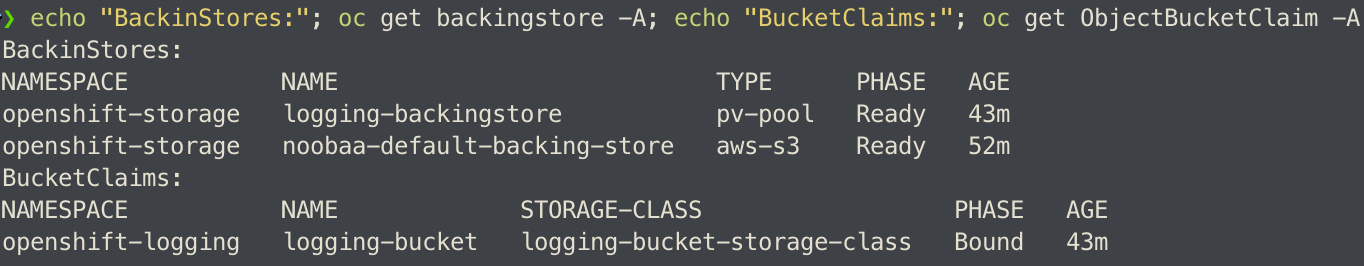 ❯ echo "BackinStores:"; oc get backingstore -A; echo "BucketClaims:"; oc get ObjectBucketClaim -A
BackinStores:
NAMESPACE NAME TYPE PHASE AGE
openshift-storage logging-backingstore pv-pool Ready 43m
openshift-storage noobaa-default-backing-store aws-s3 Ready 52m
BucketClaims:
NAMESPACE NAME STORAGE-CLASS PHASE AGE
openshift-logging logging-bucket logging-bucket-storage-class Bound 43m